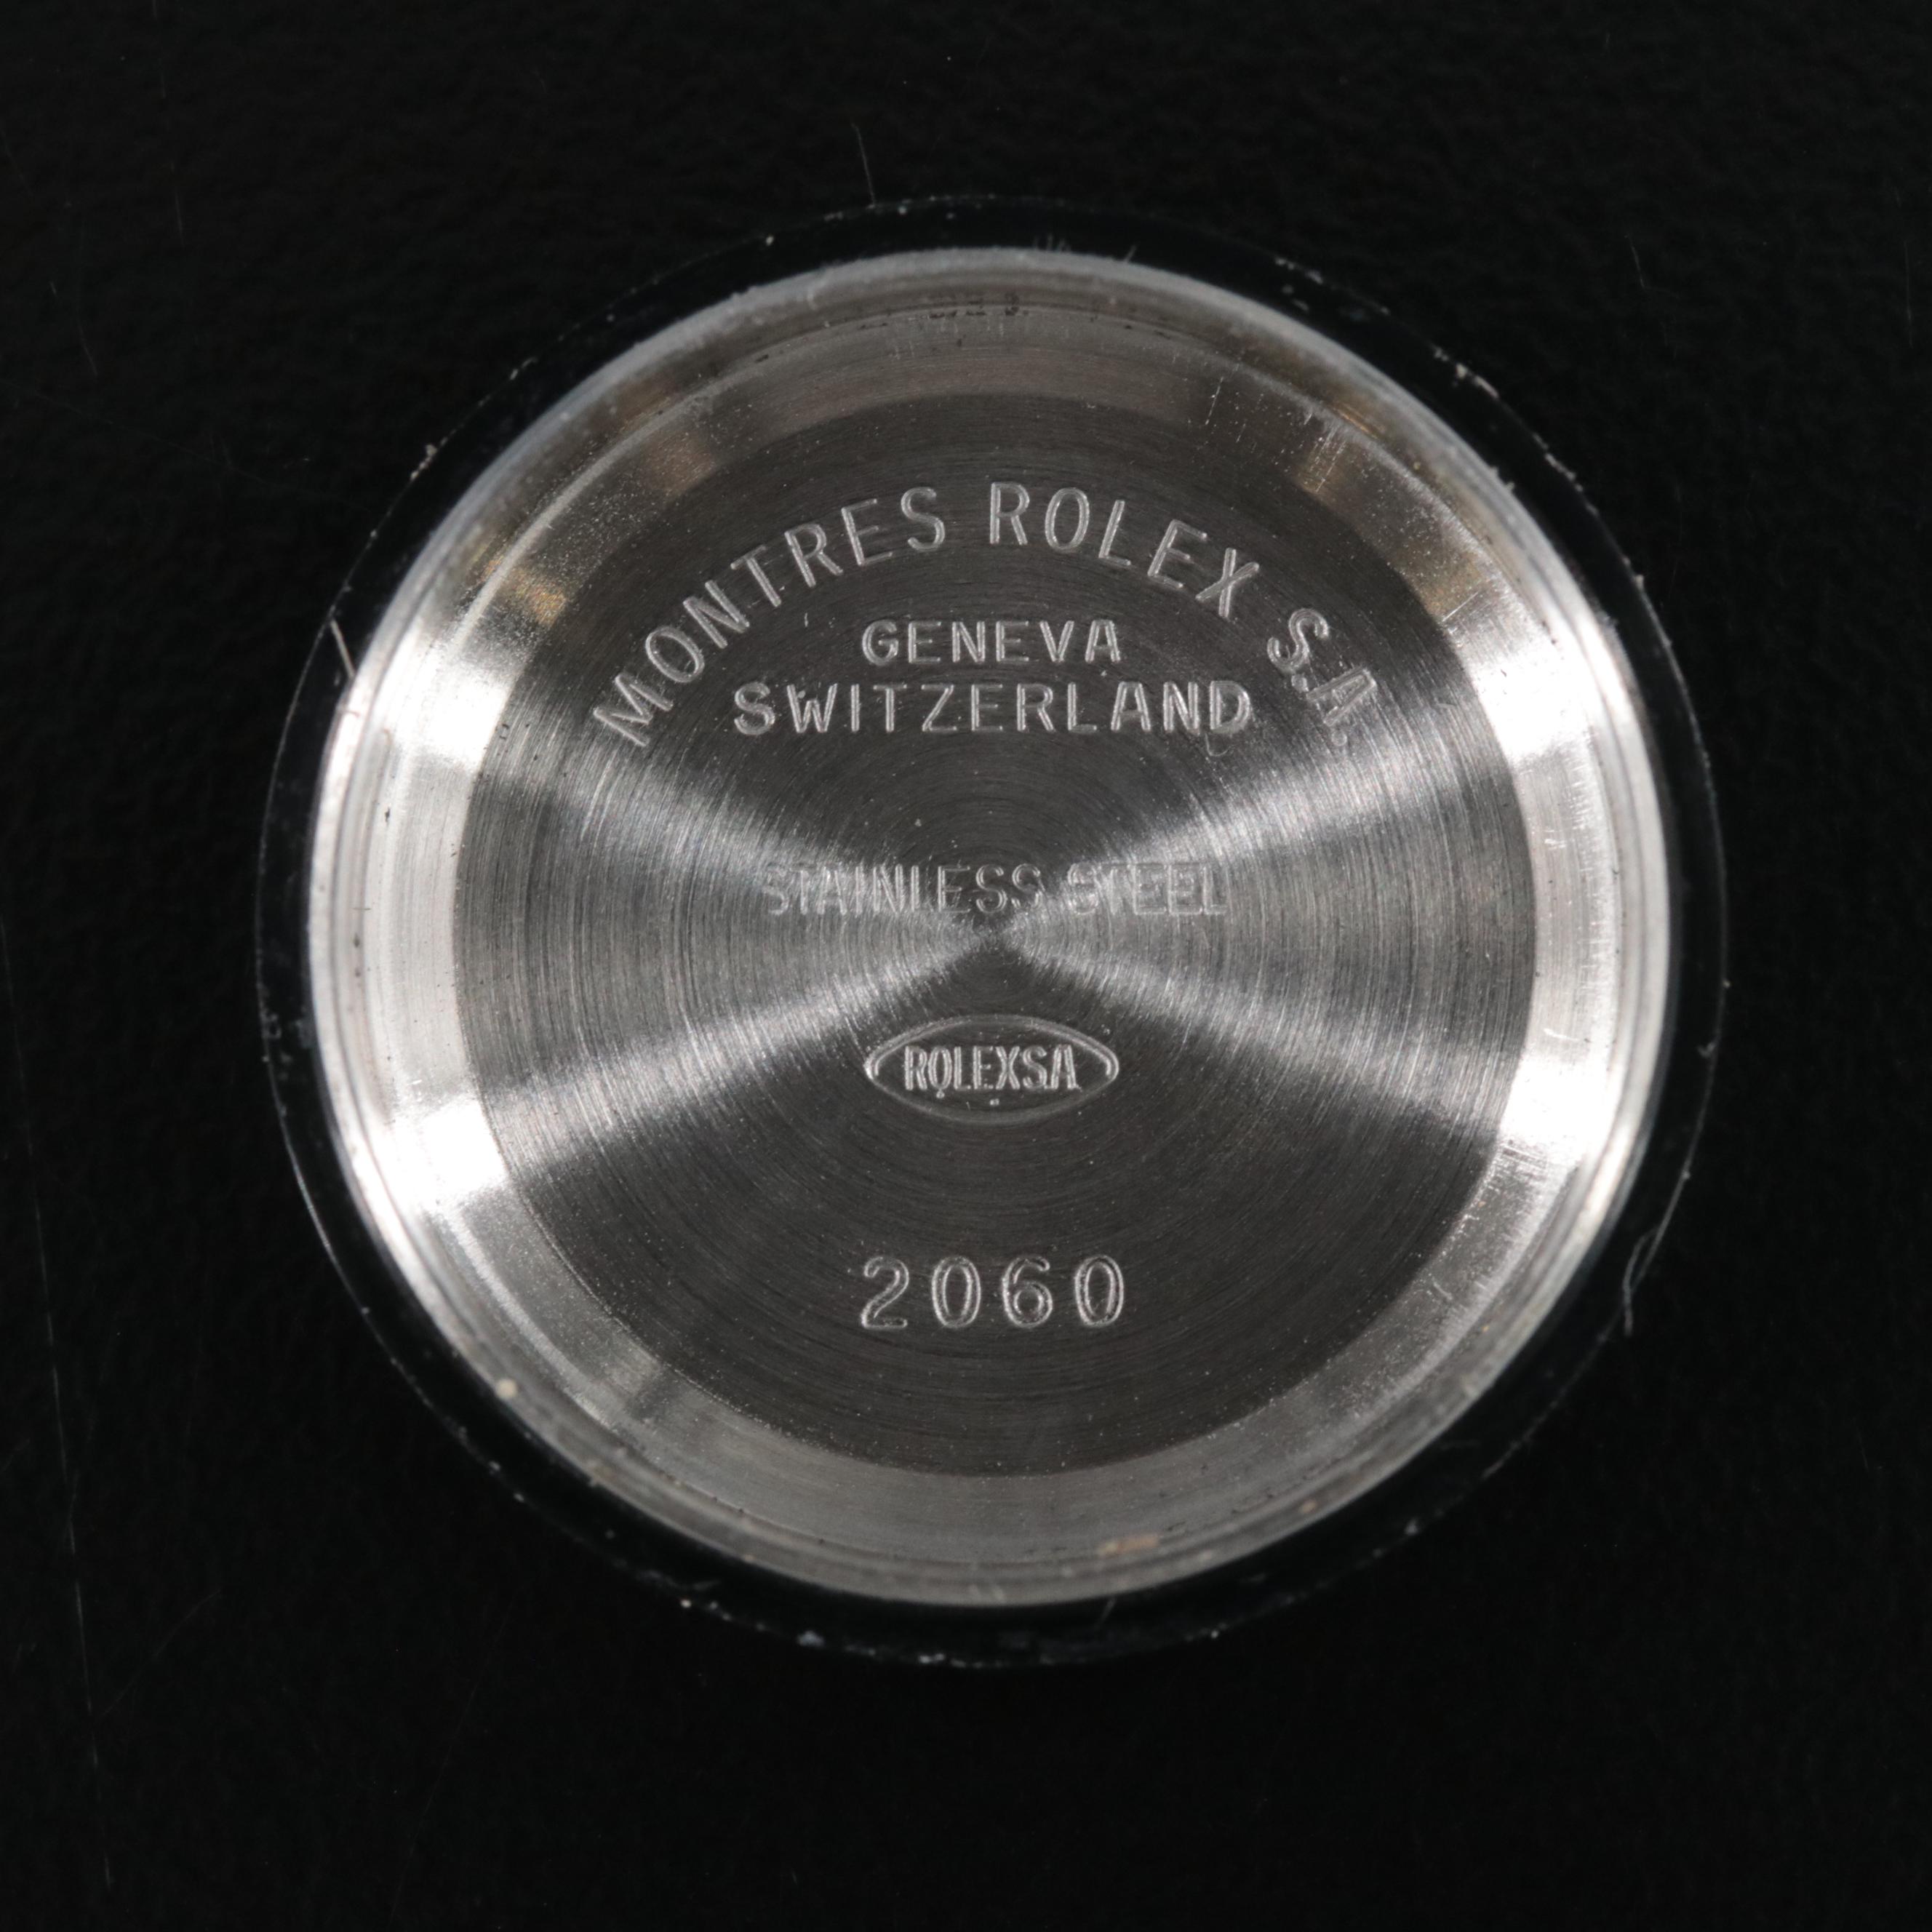 MONTRES ROLEX S.A.
GENEVA
SWITZERLAND
STAINLESS STEEL
ROLEXSA
2060